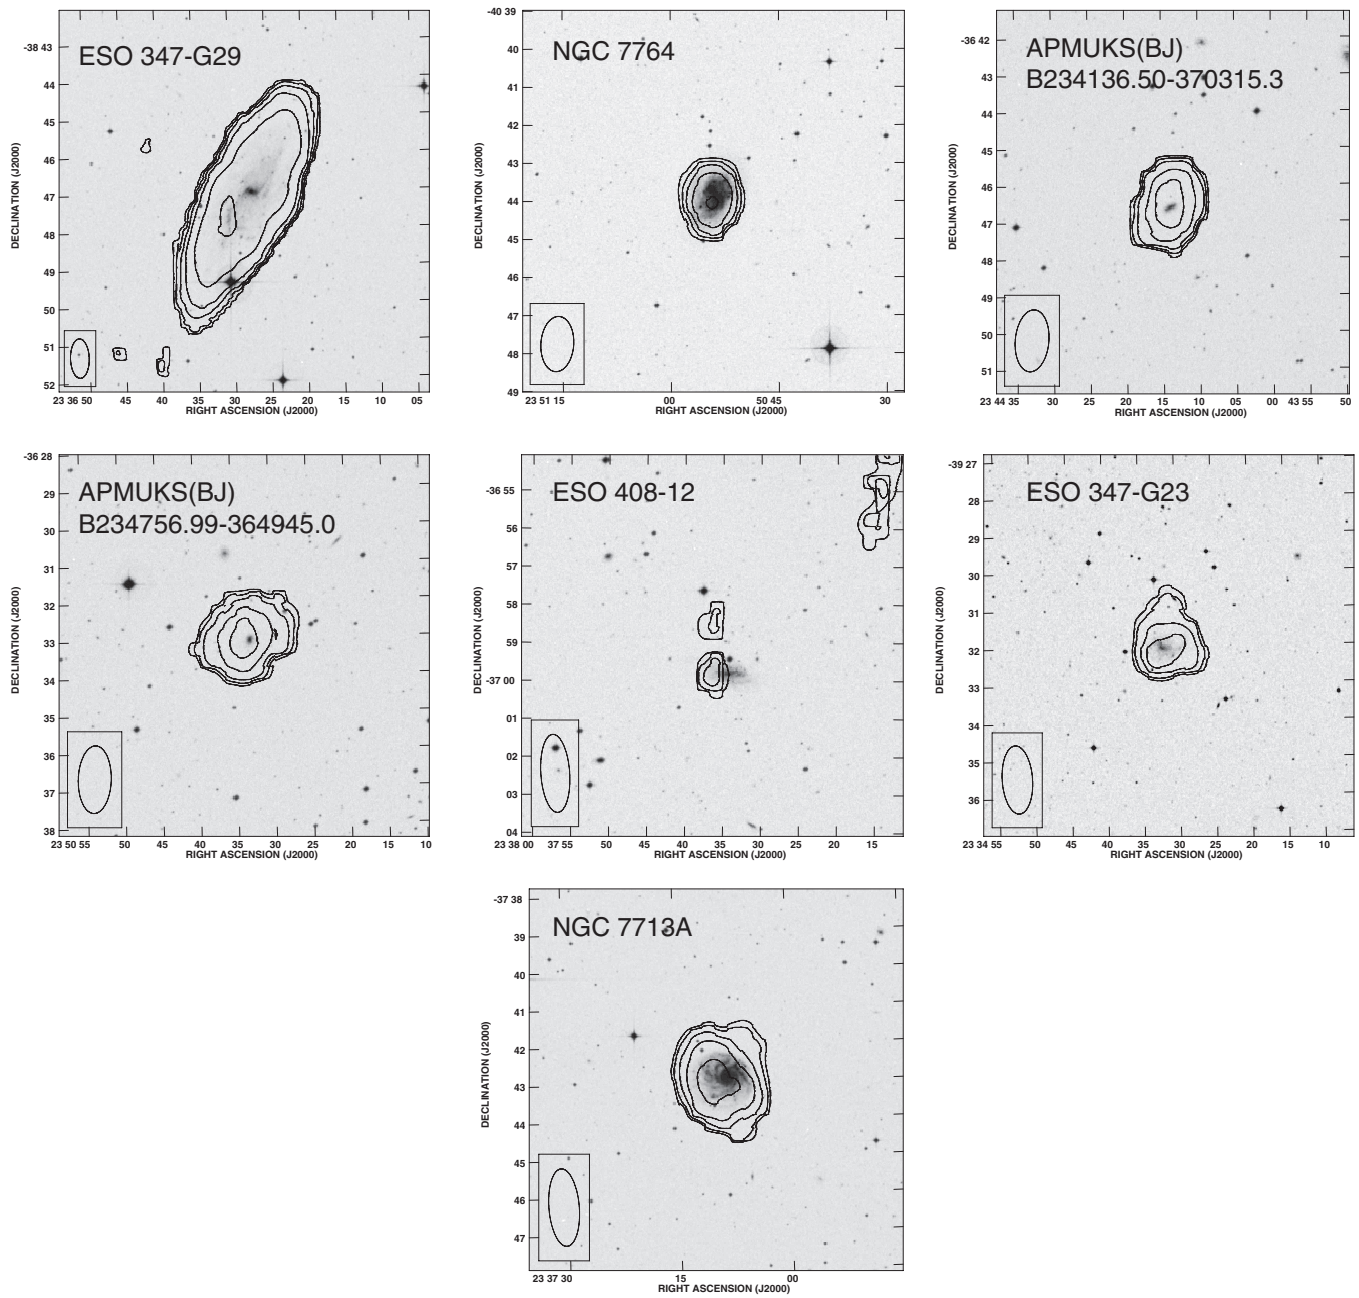 ESO 347-G29
DECLINATION (J2000)
-38 43
44
45
46
47
48
49
50
51
52
23 36 50 45 40 35 30 25 20 15 10 05
RIGHT ASCENSION (J2000)
NGC 7764
DECLINATION (J2000)
-40 39
40
41
42
43
44
45
46
47
48
49
23 51 15 00 50 45 30
RIGHT ASCENSION (J2000)
APMUKS(BJ)
B234136.50-370315.3
DECLINATION (J2000)
-36 42
43
44
45
46
47
48
49
50
51
23 44 35 30 25 20 15 10 05 00 43 55 50
RIGHT ASCENSION (J2000)
APMUKS(BJ)
B234756.99-364945.0
DECLINATION (J2000)
-36 28
29
30
31
32
33
34
35
36
37
38
23 50 55 50 45 40 35 30 25 20 15 10
RIGHT ASCENSION (J2000)
ESO 408-12
DECLINATION (J2000)
-36 55
56
57
58
59
-37 00
01
02
03
04
23 38 00 37 55 50 45 40 35 30 25 20 15
RIGHT ASCENSION (J2000)
ESO 347-G23
DECLINATION (J2000)
-39 27
28
29
30
31
32
33
34
35
36
23 34 55 50 45 40 35 30 25 20 15 10
RIGHT ASCENSION (J2000)
NGC 7713A
DECLINATION (J2000)
-37 38
39
40
41
42
43
44
45
46
47
23 37 30 15 00
RIGHT ASCENSION (J2000)